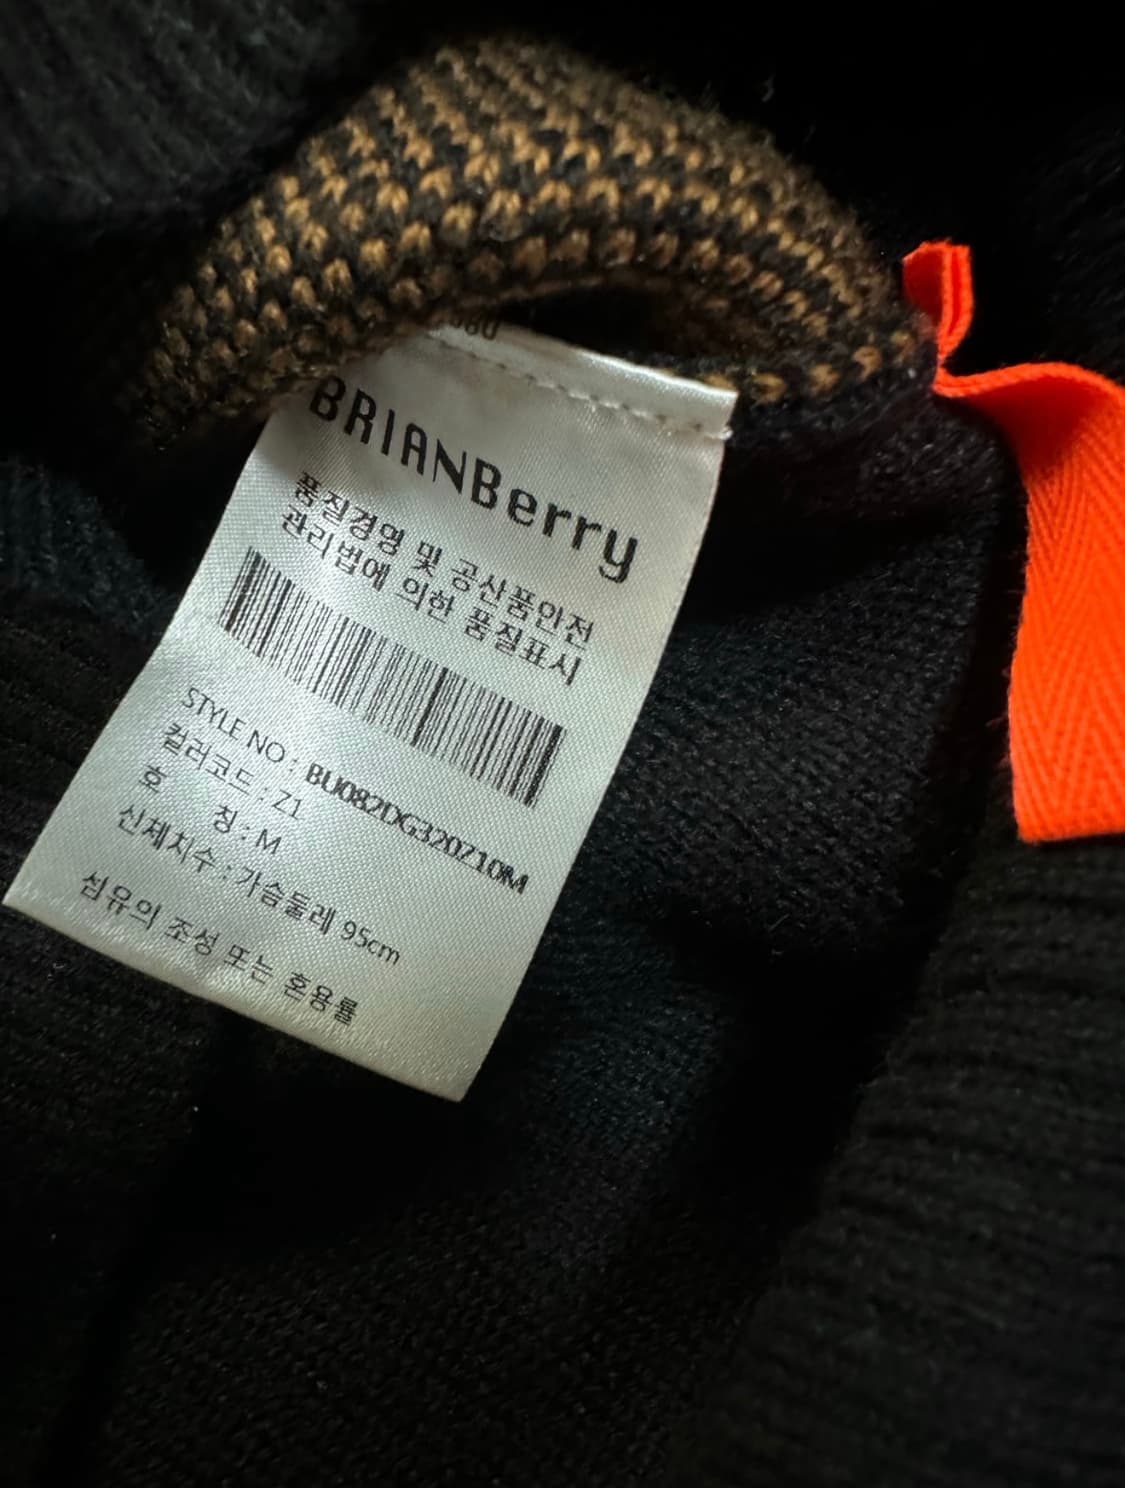 BRIANBerry
품질경영 및 공산품안전
관리법에 의한 품질표시
STYLE NO : BU082DG320Z10M
컬러코드 : Z1
호 칭 : M
신체치수 : 가슴둘레 95cm
섬유의 조성 또는 혼용률